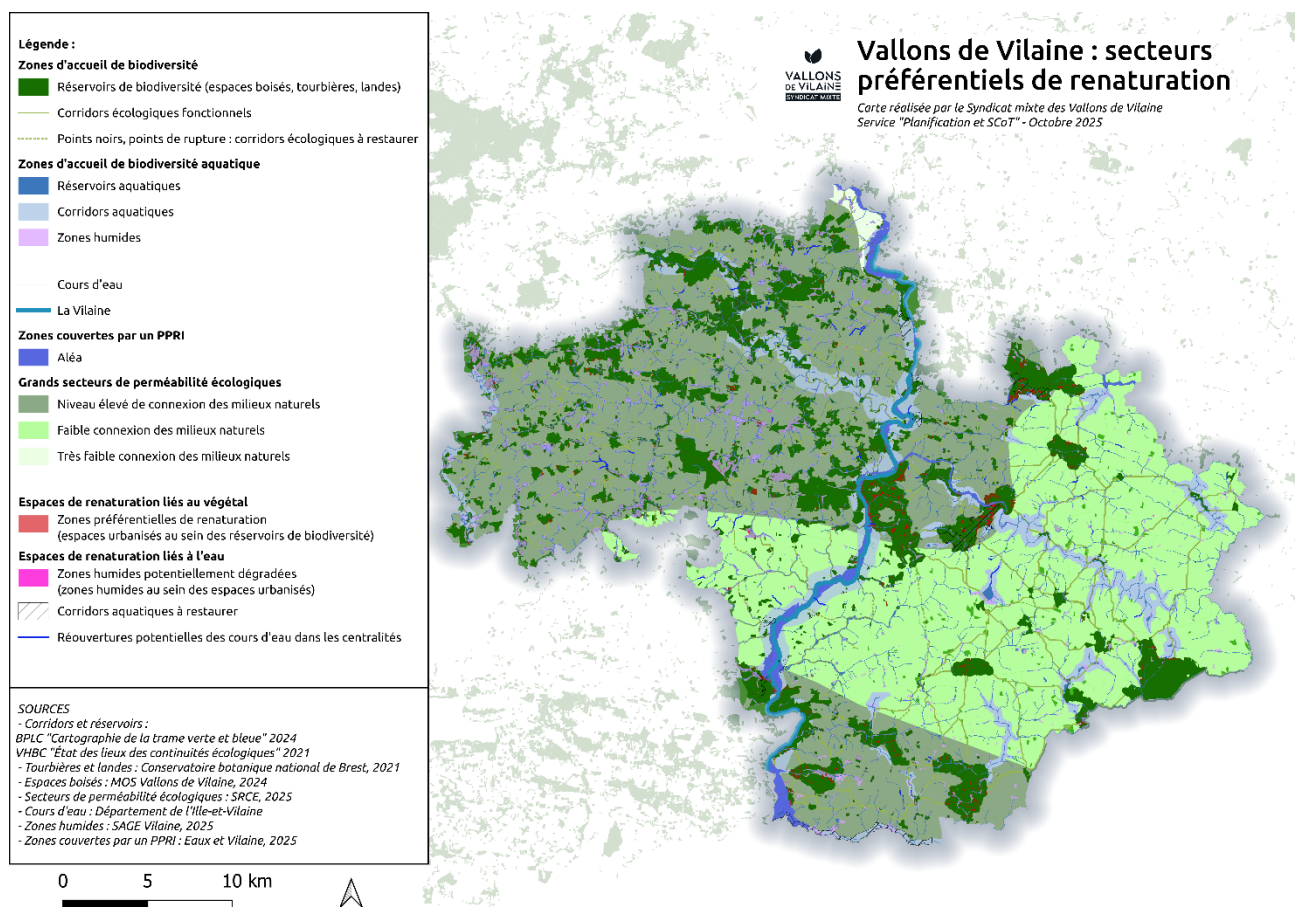 Légende :
Zones d'accueil de biodiversité
Réservoirs de biodiversité (espaces boisés, tourbières, landes)
Corridors écologiques fonctionnels
Points noirs, points de rupture : corridors écologiques à restaurer
Zones d'accueil de biodiversité aquatique
Réservoirs aquatiques
Corridors aquatiques
Zones humides
Cours d'eau
La Vilaine
Zones couvertes par un PPRI
Aléa
Grands secteurs de perméabilité écologiques
Niveau élevé de connexion des milieux naturels
Faible connexion des milieux naturels
Très faible connexion des milieux naturels
Espaces de renaturation liés au végétal
Zones préférentielles de renaturation
(espaces urbanisés au sein des réservoirs de biodiversité)
Espaces de renaturation liés à l'eau
Zones humides potentiellement dégradées
(zones humides au sein des espaces urbanisés)
Corridors aquatiques à restaurer
Réouvertures potentielles des cours d'eau dans les centralités
SOURCES
- Corridors et réservoirs :
BPLC "Cartographie de la trame verte et bleue" 2024
VHBC "État des lieux des continuités écologiques" 2021
- Tourbières et landes : Conservatoire botanique national de Brest, 2021
- Espaces boisés : MOS Vallons de Vilaine, 2024
- Secteurs de perméabilité écologiques : SRCE, 2025
- Cours d'eau : Département de l'Ille-et-Vilaine
- Zones humides : SAGE Vilaine, 2025
- Zones couvertes par un PPRI : Eaux et Vilaine, 2025
0 5 10 km
VALLONS
DE VILAINE
SYNDICAT MIXTE
Vallons de Vilaine : secteurs
préférentiels de renaturation
Carte réalisée par le Syndicat mixte des Vallons de Vilaine
Service "Planification et SCoT" - Octobre 2025